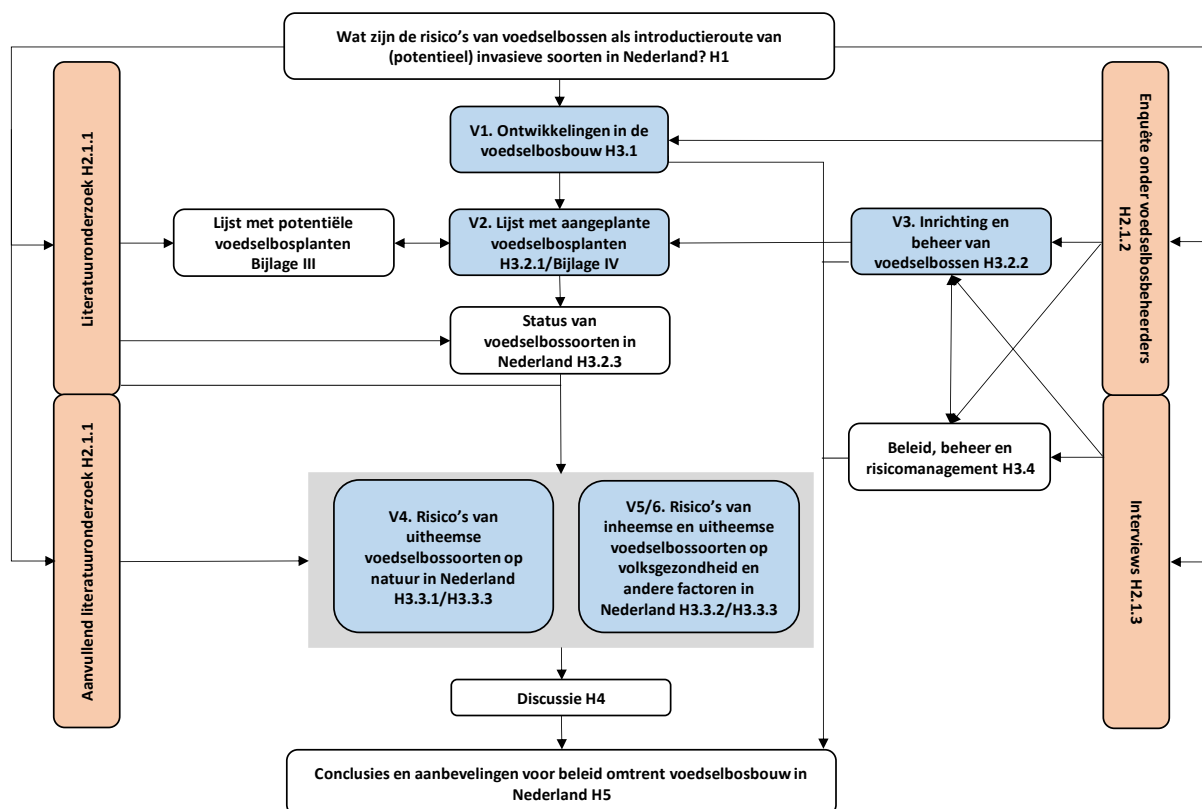 Wat zijn de risico's van voedselbossen als introductieroute van
(potentieel) invasieve soorten in Nederland? H1
Literatuuronderzoek H2.1.1
V1. Ontwikkelingen in de
voedselbosbouw H3.1
Enquête onder voedselbosbeheerders
H2.1.2
Lijst met potentiële
voedselbosplanten
Bijlage III
V2. Lijst met aangeplante
voedselbosplanten
H3.2.1/Bijlage IV
V3. Inrichting en
beheer van
voedselbossen H3.2.2
Status van
voedselbossoorten in
Nederland H3.2.3
Aanvullend literatuuronderzoek H2.1.1
Beleid, beheer en
risicomanagement H3.4
Interviews H2.1.3
V4. Risico's van
uitheemse
voedselbossoorten op
natuur in Nederland
H3.3.1/H3.3.3
V5/6. Risico's van
inheemse en uitheemse
voedselbossoorten op
volksgezondheid en
andere factoren in
Nederland H3.3.2/H3.3.3
Discussie H4
Conclusies en aanbevelingen voor beleid omtrent voedselbosbouw in
Nederland H5